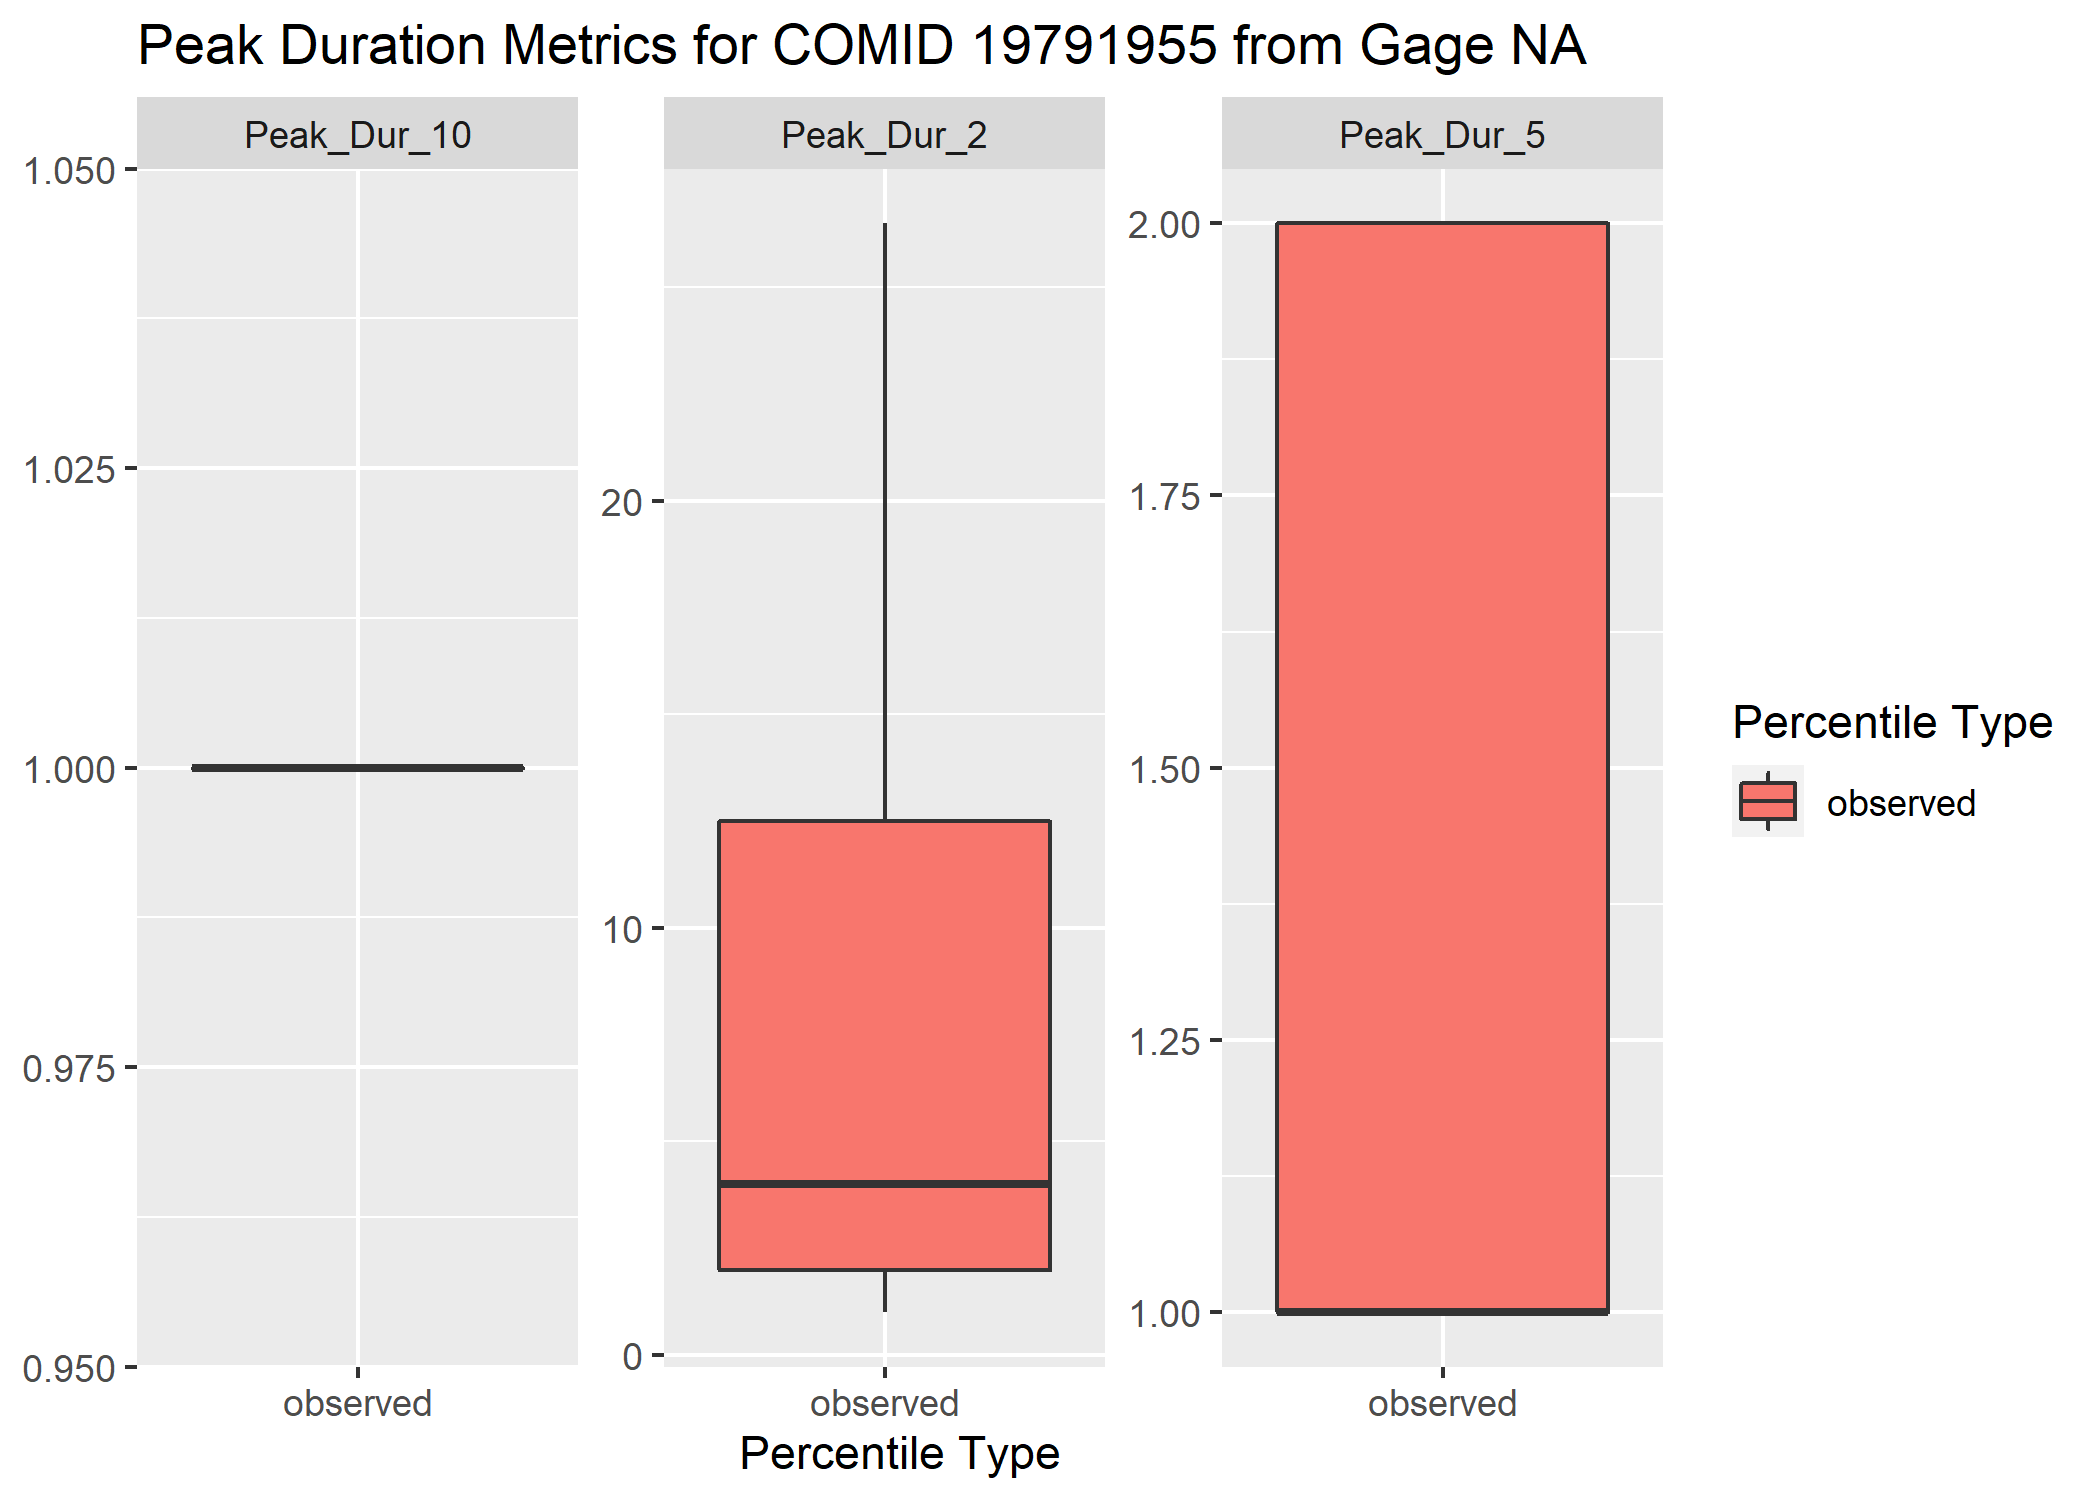 Peak Duration Metrics for COMID 19791955 from Gage NA
Peak_Dur_10
1.050
1.025
1.000
0.975
0.950
observed
Peak_Dur_2
20
10
0
observed
Peak_Dur_5
2.00
1.75
1.50
1.25
1.00
observed
Percentile Type
Percentile Type
observed